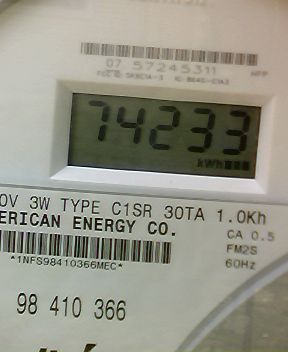 07 57245311
74233
kWh
0V 3W TYPE C1SR 30TA 1.0Kh
ERICAN ENERGY CO.
CA 0.5
FM2S
60Hz
*1NFS98410366MEC*
98 410 366